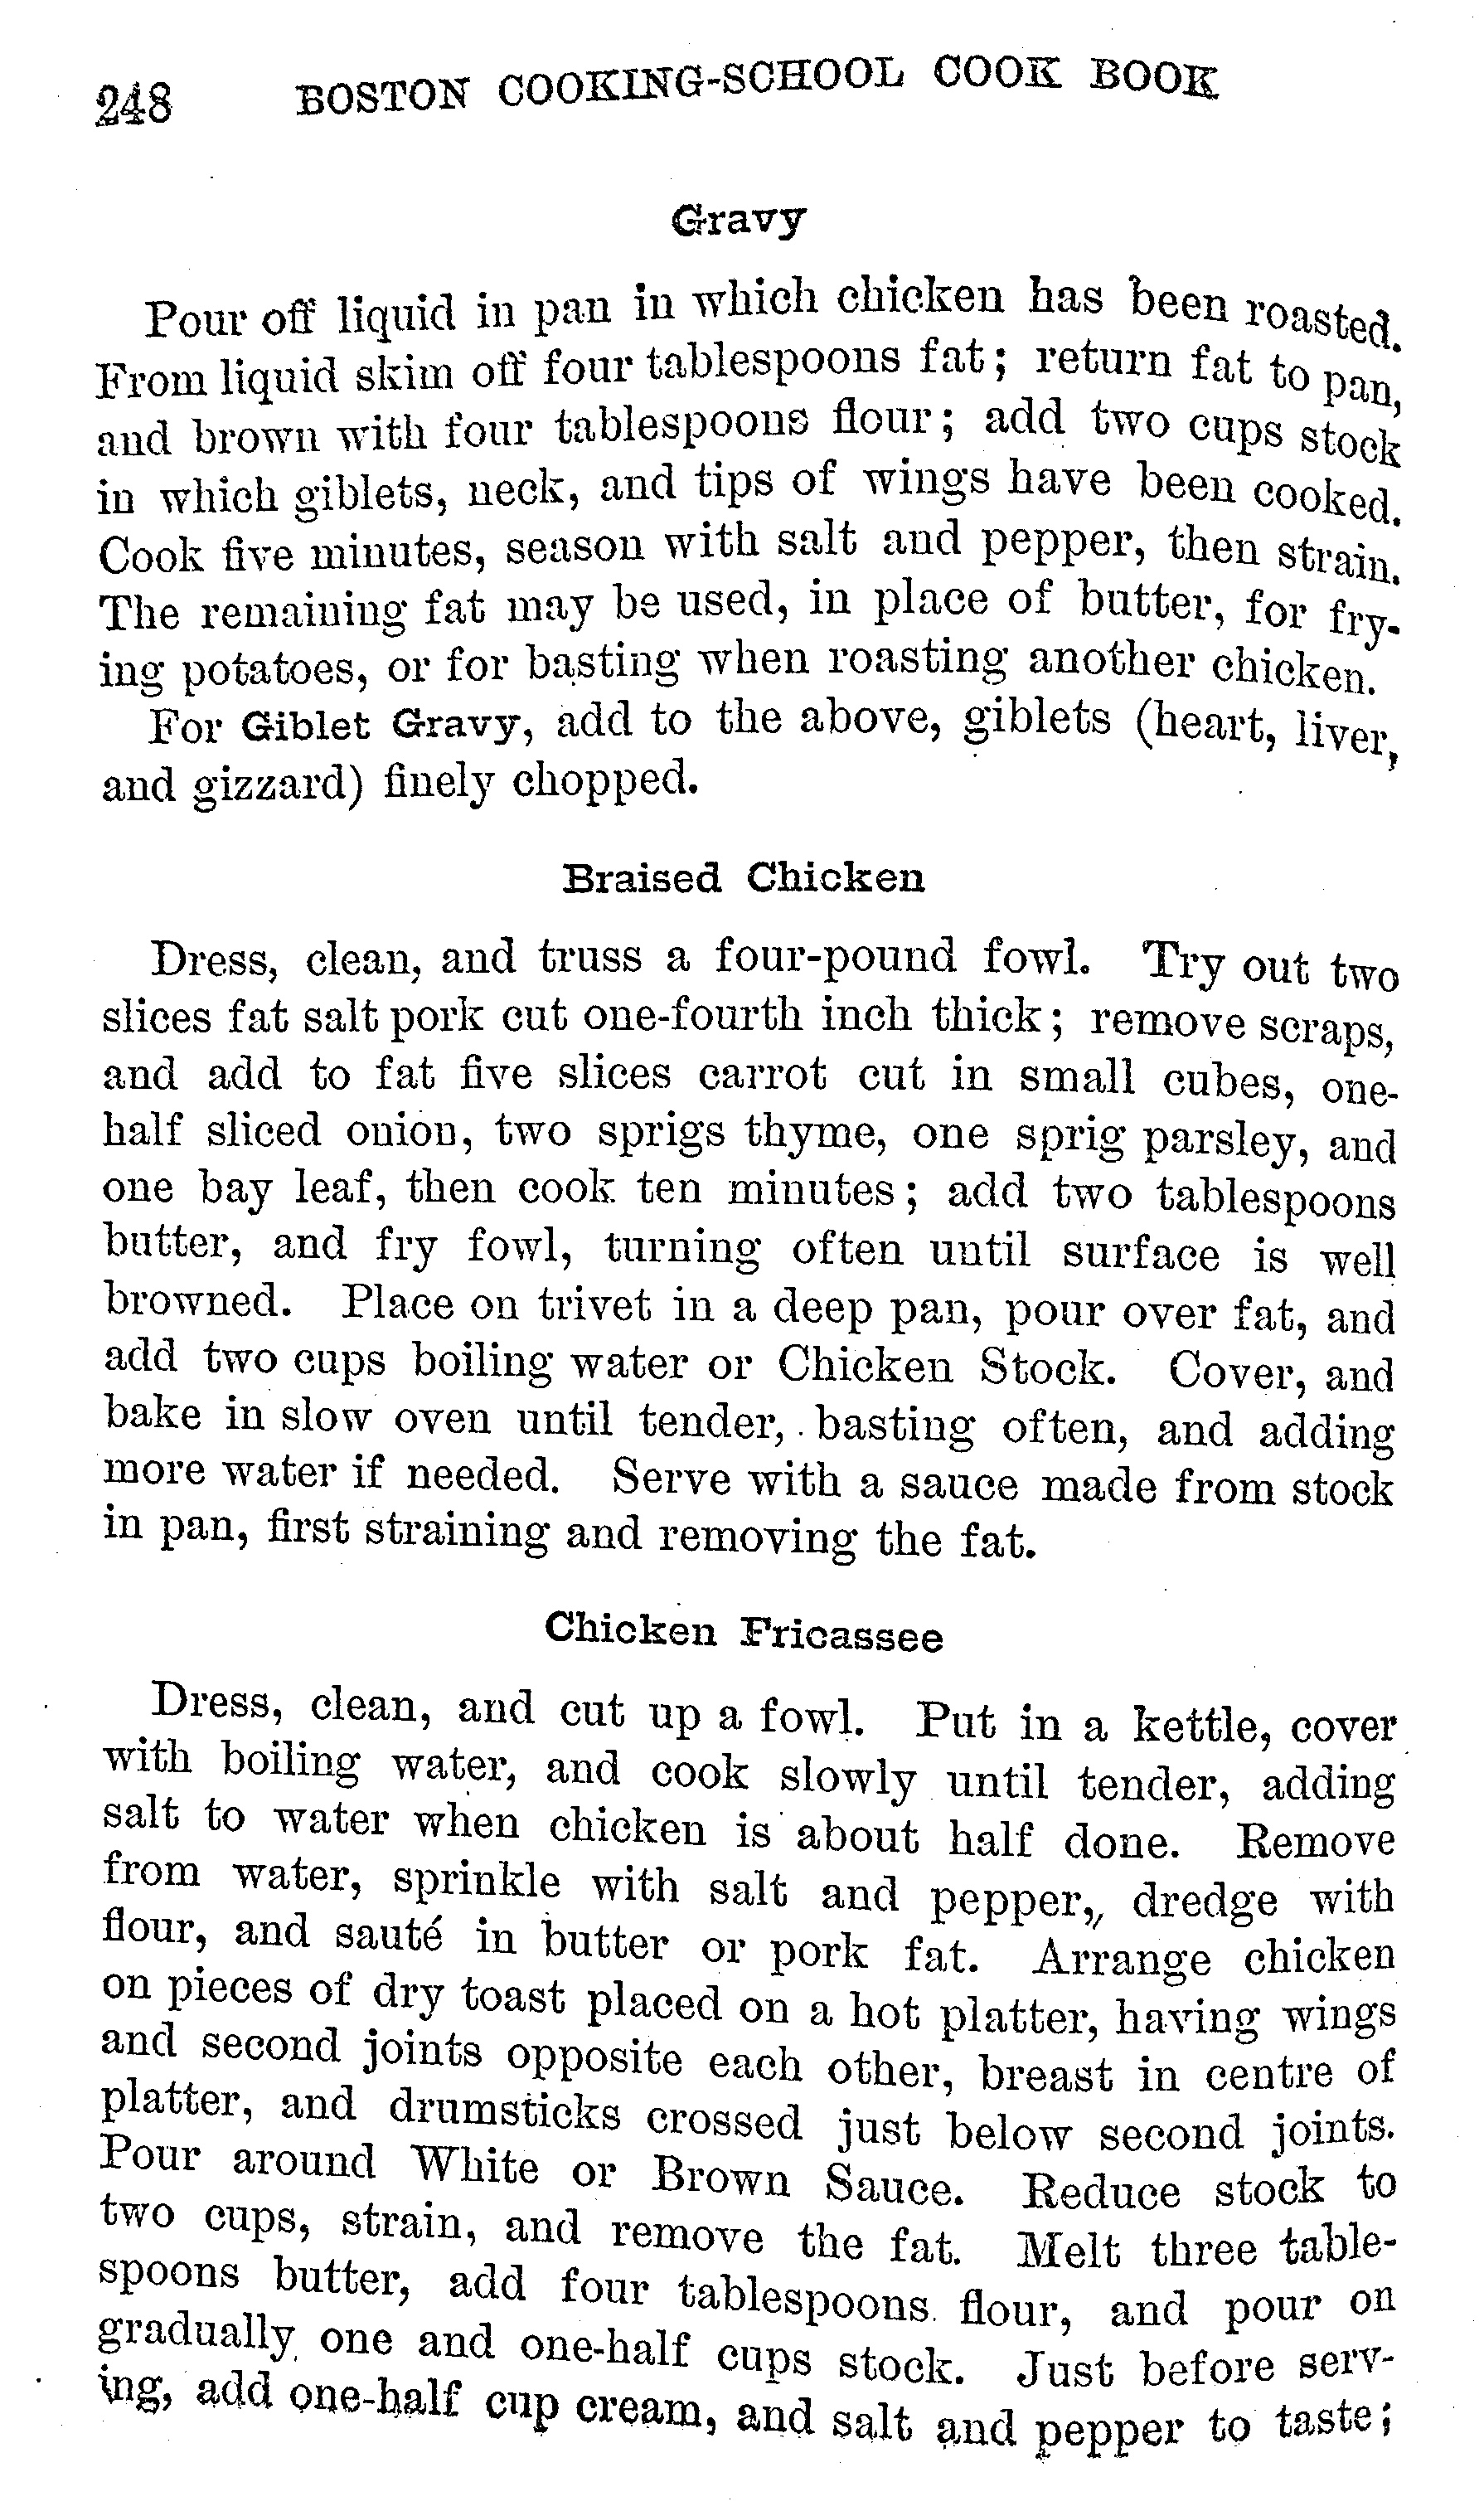 248 BOSTON COOKING-SCHOOL COOK BOOK
Gravy
Pour off liquid in pan in which chicken has been roasted.
From liquid skim off four tablespoons fat; return fat to pan,
and brown with four tablespoons flour; add two cups stock
in which giblets, neck, and tips of wings have been cooked.
Cook five minutes, season with salt and pepper, then strain.
The remaining fat may be used, in place of butter, for fry-
ing potatoes, or for basting when roasting another chicken.
For Giblet Gravy, add to the above, giblets (heart, liver,
and gizzard) finely chopped.
Braised Chicken
Dress, clean, and truss a four-pound fowl. Try out two
slices fat salt pork cut one-fourth inch thick; remove scraps,
and add to fat five slices carrot cut in small cubes, one-
half sliced onion, two sprigs thyme, one sprig parsley, and
one bay leaf, then cook ten minutes; add two tablespoons
butter, and fry fowl, turning often until surface is well
browned. Place on trivet in a deep pan, pour over fat, and
add two cups boiling water or Chicken Stock. Cover, and
bake in slow oven until tender, basting often, and adding
more water if needed. Serve with a sauce made from stock
in pan, first straining and removing the fat.
Chicken Fricassee
Dress, clean, and cut up a fowl. Put in a kettle, cover
with boiling water, and cook slowly until tender, adding
salt to water when chicken is about half done. Remove
from water, sprinkle with salt and pepper, dredge with
flour, and sauté in butter or pork fat. Arrange chicken
on pieces of dry toast placed on a hot platter, having wings
and second joints opposite each other, breast in centre of
platter, and drumsticks crossed just below second joints.
Pour around White or Brown Sauce. Reduce stock to
two cups, strain, and remove the fat. Melt three table-
spoons butter, add four tablespoons flour, and pour on
gradually one and one-half cups stock. Just before serv-
ing, add one-half cup cream, and salt and pepper to taste;